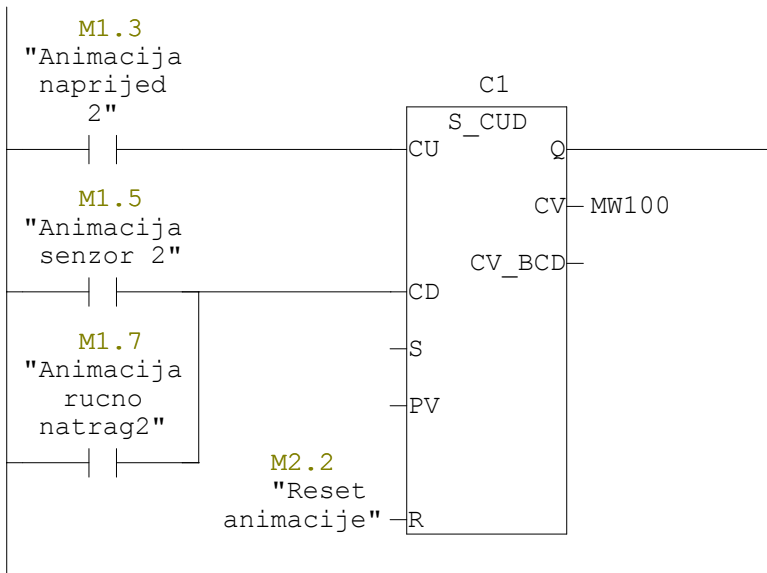 M1.3
"Animacija
naprijed
2"
C1
S_CUD
CU
Q
M1.5
"Animacija
senzor 2"
CV
MW100
CV_BCD
CD
M1.7
"Animacija
rucno
natrag2"
S
PV
M2.2
"Reset
animacije"
R